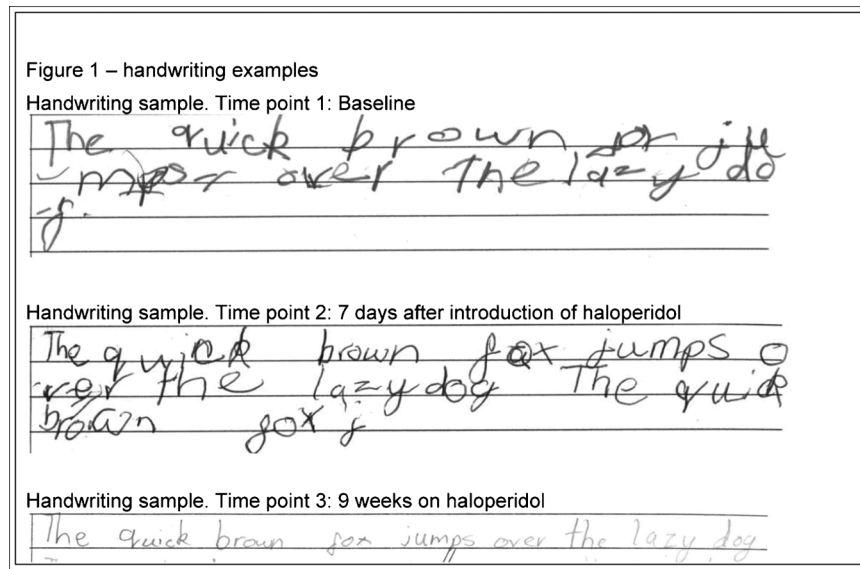 Figure 1 – handwriting examples
Handwriting sample. Time point 1: Baseline
The quick brown ju
over The lazy do
g.
Handwriting sample. Time point 2: 7 days after introduction of haloperidol
The quick brown fox jumps o
ver the lazy dog The quick
brown fox j
Handwriting sample. Time point 3: 9 weeks on haloperidol
The quick brown fox jumps over the lazy dog